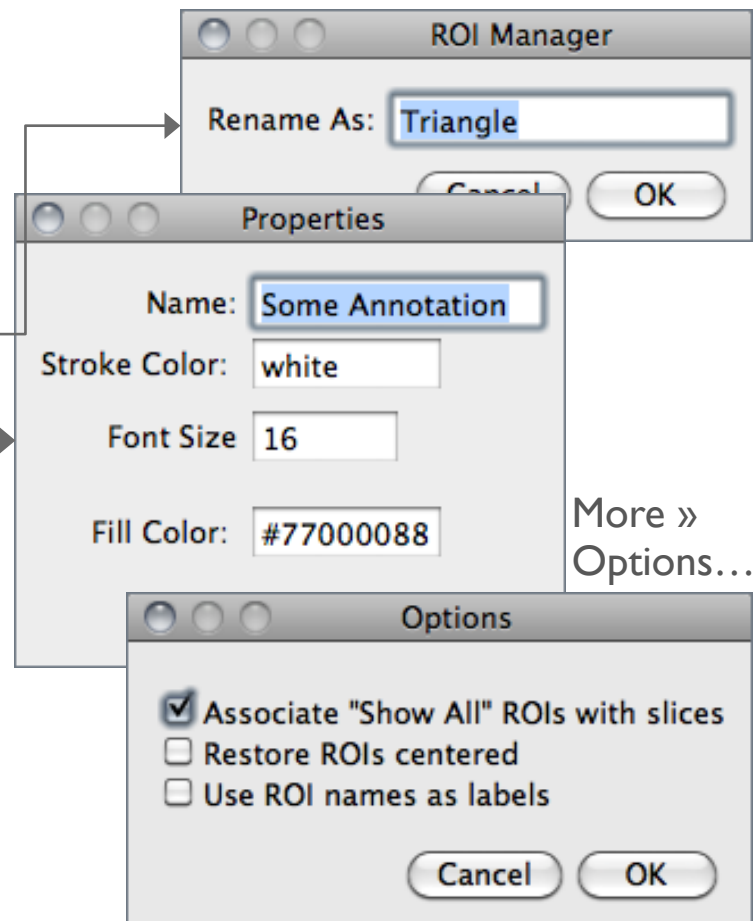 ROI Manager
Rename As: Triangle
Cancel OK
Properties
Name: Some Annotation
Stroke Color: white
Font Size 16
Fill Color: #77000088
More »
Options…
Options
Associate "Show All" ROIs with slices
Restore ROIs centered
Use ROI names as labels
Cancel OK